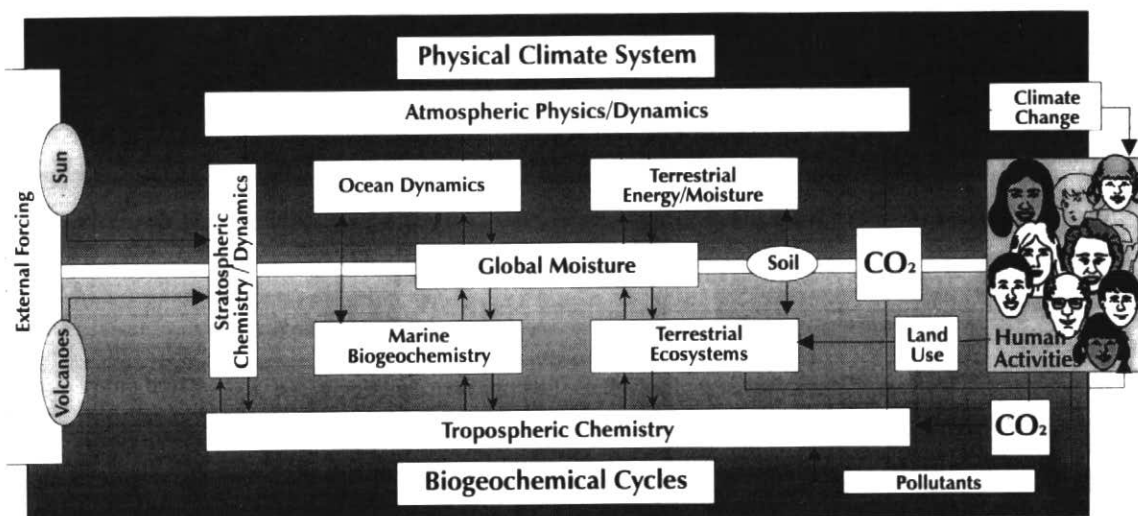 Physical Climate System
Atmospheric Physics/Dynamics
Climate
Change
External Forcing
Sun
Volcanoes
Stratospheric
Chemistry / Dynamics
Ocean Dynamics
Terrestrial
Energy/Moisture
Global Moisture
Soil
CO₂
Marine
Biogeochemistry
Terrestrial
Ecosystems
Land
Use
Human
Activities
Tropospheric Chemistry
CO₂
Biogeochemical Cycles
Pollutants